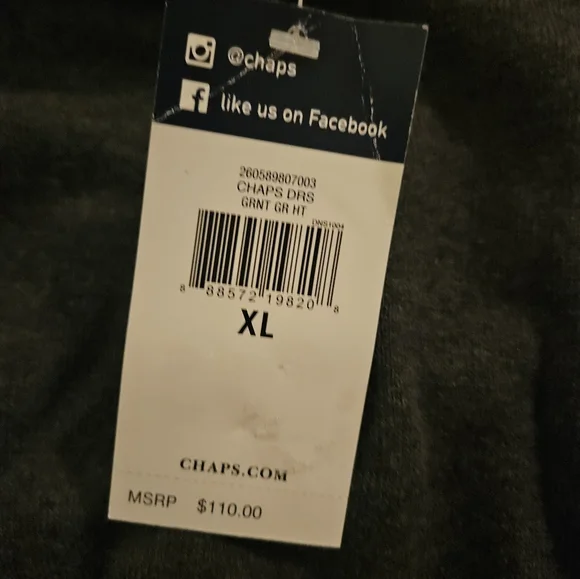 @chaps
like us on Facebook
260589807003
CHAPS DRS
GRNT GR HT
DNS1004
8 88572 19820 8
XL
CHAPS.COM
MSRP $110.00